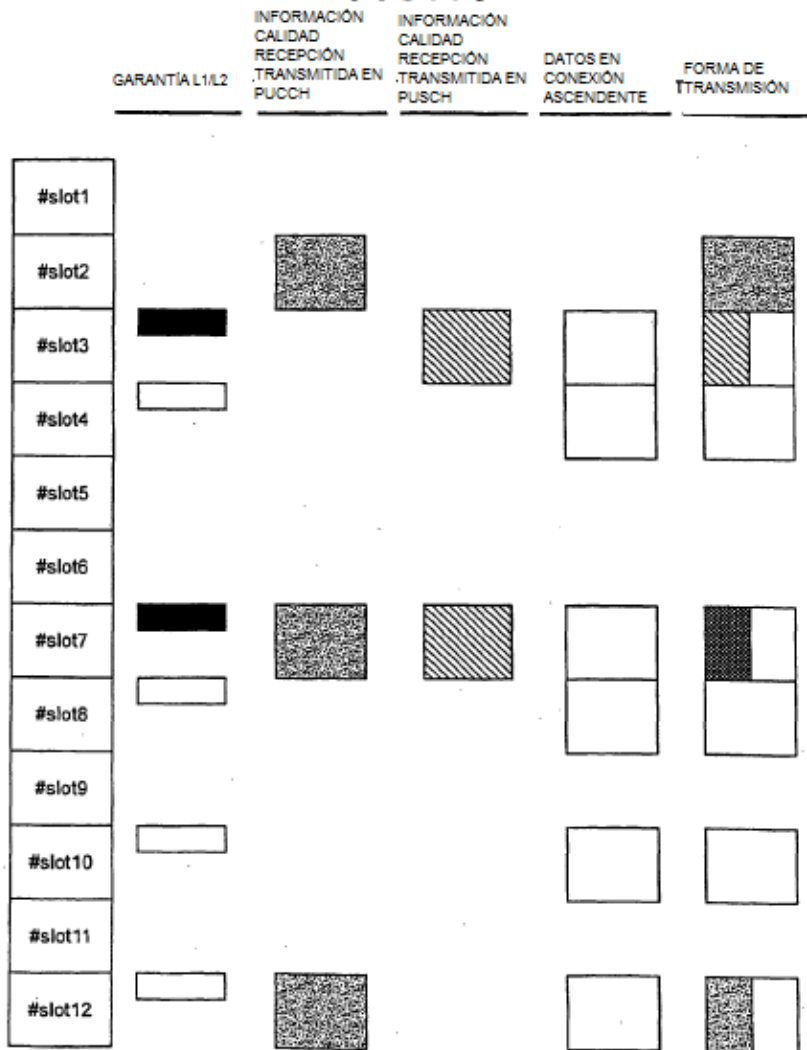 GARANTÍA L1/L2
INFORMACIÓN
CALIDAD
RECEPCIÓN
TRANSMITIDA EN
PUCCH
INFORMACIÓN
CALIDAD
RECEPCIÓN
TRANSMITIDA EN
PUSCH
DATOS EN
CONEXIÓN
ASCENDENTE
FORMA DE
TTRANSMISIÓN
#slot1
#slot2
#slot3
#slot4
#slot5
#slot6
#slot7
#slot8
#slot9
#slot10
#slot11
#slot12